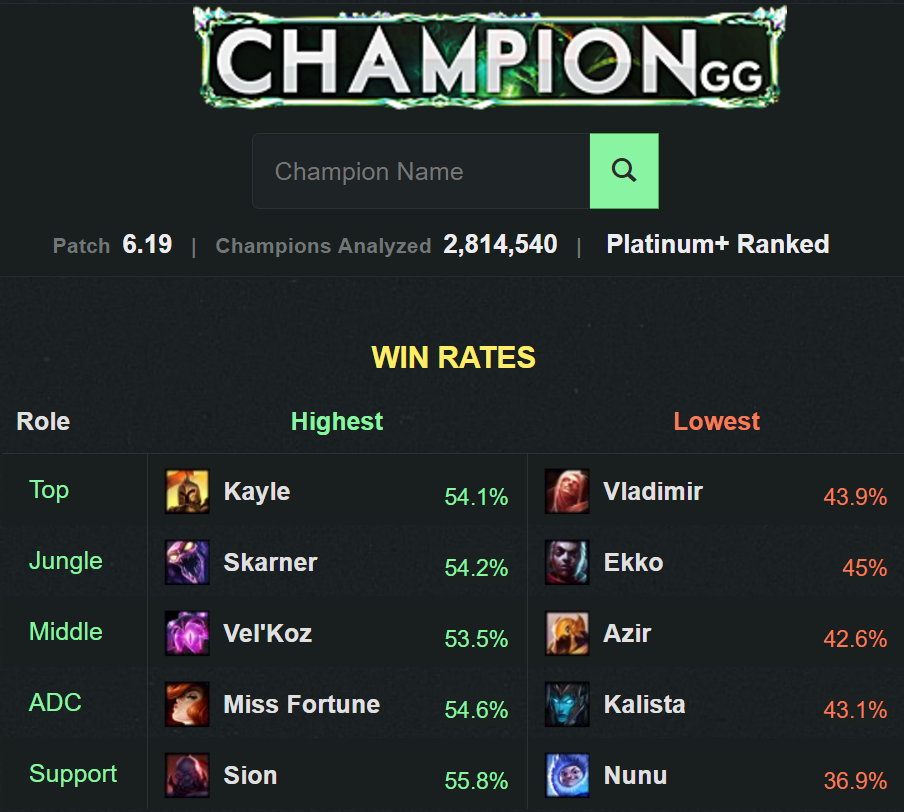 CHAMPIONGG
Champion Name
Patch 6.19 | Champions Analyzed 2,814,540 | Platinum+ Ranked
WIN RATES
Role Highest Lowest
Top Kayle 54.1% Vladimir 43.9%
Jungle Skarner 54.2% Ekko 45%
Middle Vel'Koz 53.5% Azir 42.6%
ADC Miss Fortune 54.6% Kalista 43.1%
Support Sion 55.8% Nunu 36.9%